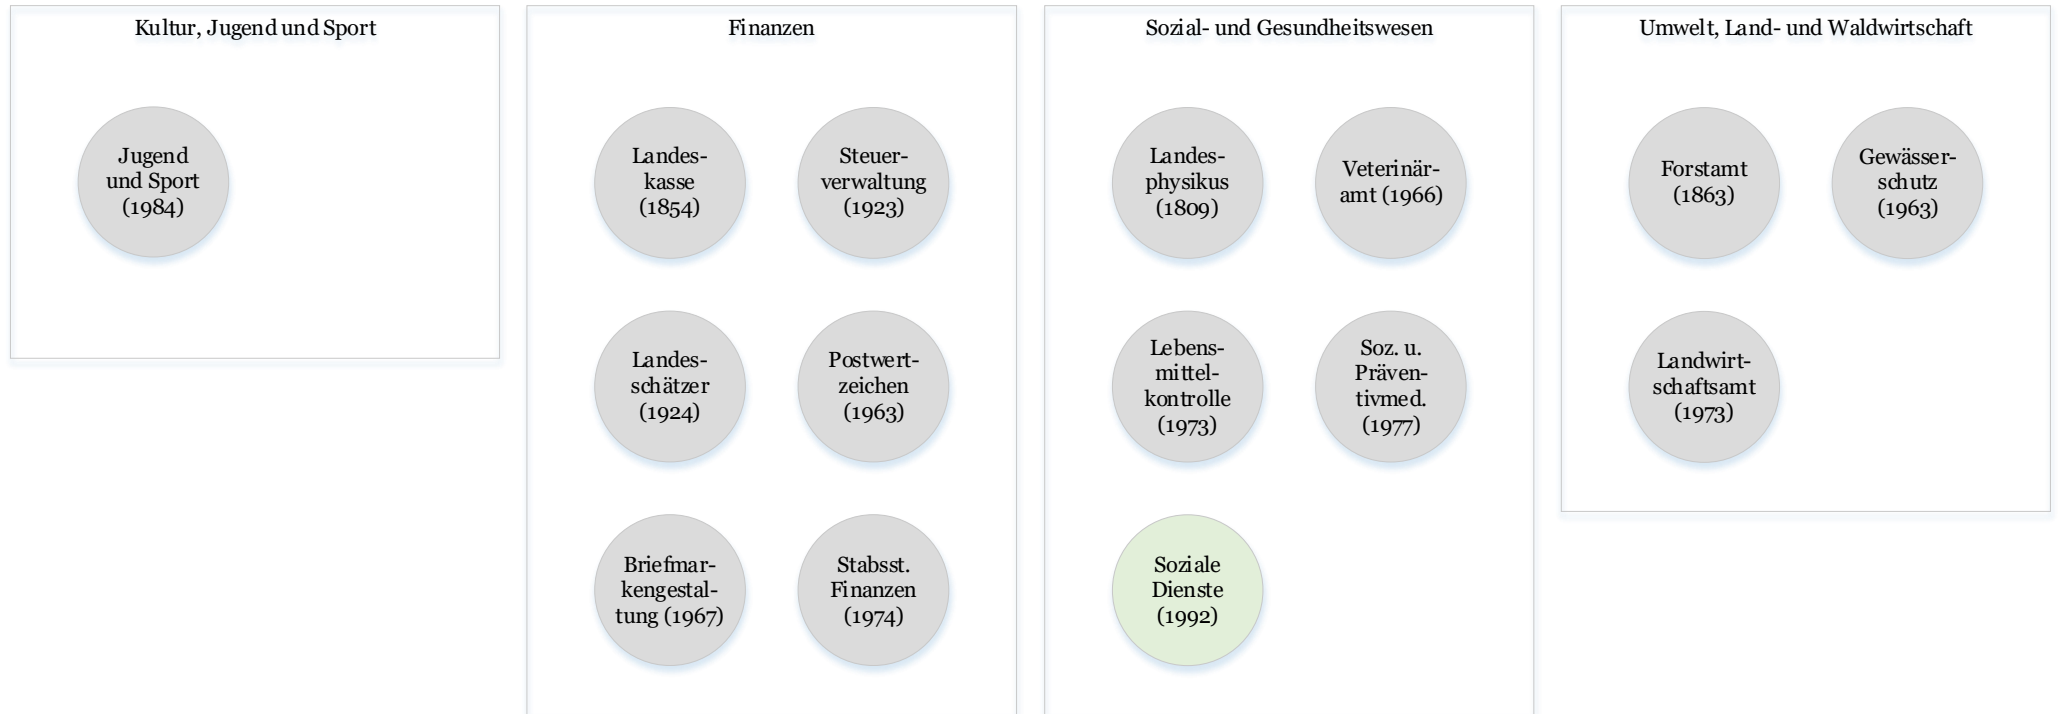 Kultur, Jugend und Sport
Jugend
und Sport
(1984)
Finanzen
Landes-
kasse
(1854)
Steuer-
verwaltung
(1923)
Landes-
schätzer
(1924)
Postwert-
zeichen
(1963)
Briefmar-
kengestal-
tung (1967)
Stabsst.
Finanzen
(1974)
Sozial- und Gesundheitswesen
Landes-
physikus
(1809)
Veterinär-
amt (1966)
Lebens-
mittel-
kontrolle
(1973)
Soz. u.
Präven-
tivmed.
(1977)
Soziale
Dienste
(1992)
Umwelt, Land- und Waldwirtschaft
Forstamt
(1863)
Gewässer-
schutz
(1963)
Landwirt-
schaftsamt
(1973)